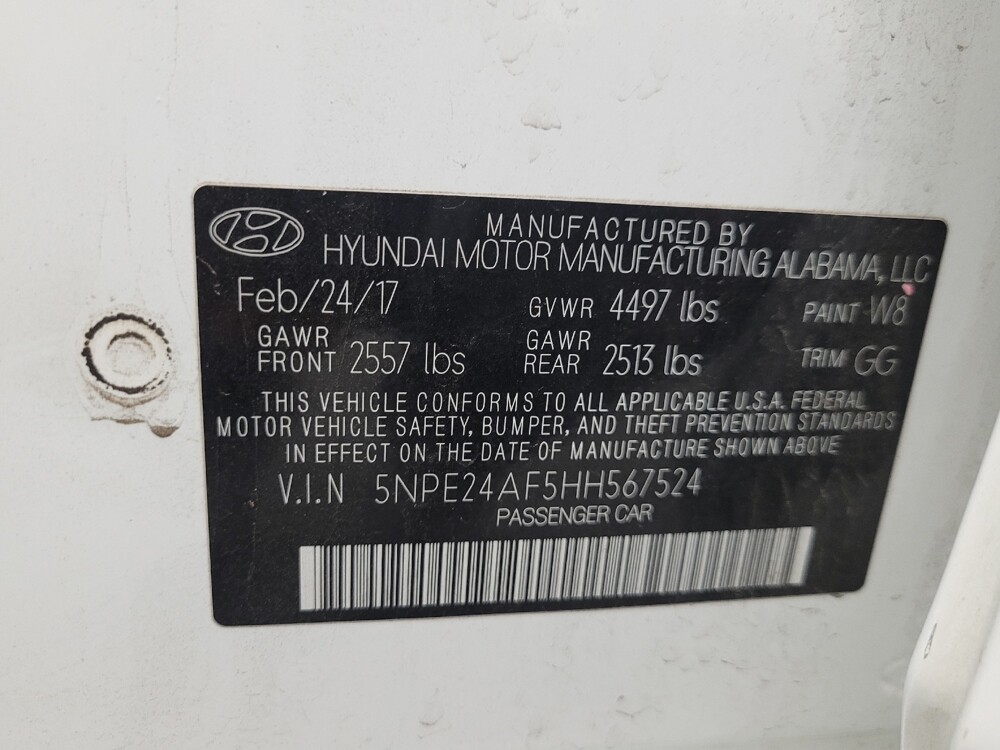 MANUFACTURED BY
HYUNDAI MOTOR MANUFACTURING ALABAMA, LLC
Feb/24/17 GVWR 4497 lbs PAINT W8
GAWR FRONT 2557 lbs GAWR REAR 2513 lbs TRIM GG
THIS VEHICLE CONFORMS TO ALL APPLICABLE U.S.A. FEDERAL
MOTOR VEHICLE SAFETY, BUMPER, AND THEFT PREVENTION STANDARDS
IN EFFECT ON THE DATE OF MANUFACTURE SHOWN ABOVE
V.I.N 5NPE24AF5HH567524
PASSENGER CAR